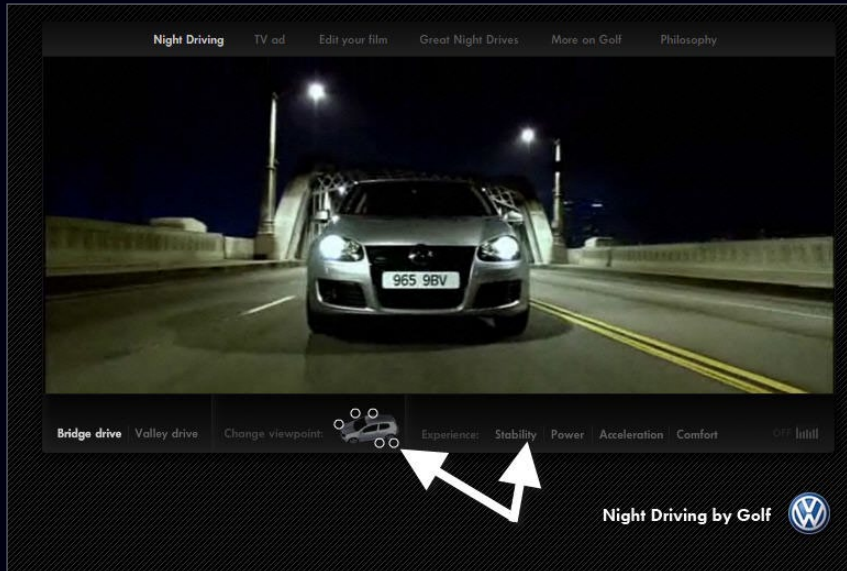 Night Driving TV ad Edit your film Great Night Drives More on Golf Philosophy
965 9BV
Bridge drive Valley drive Change viewpoint: Experience: Stability Power Acceleration Comfort OFF
Night Driving by Golf